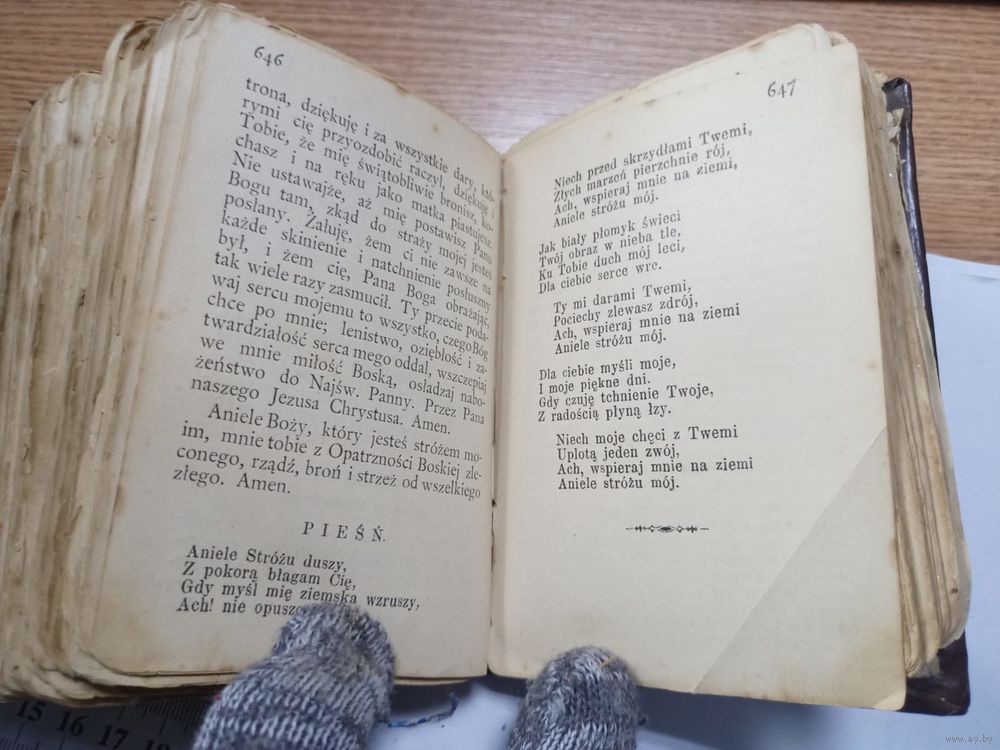 646
trona, dziękuję i za wszystkie dary, któ-
rymi cię przyozdobić raczył, dziękuję i
Tobie, że mię świątobliwie bronisz, ko-
chasz i na ręku jako matka piastujesz.
Nie ustawajże, aż mię postawisz Panu
Bogu tam, zkąd do straży mojej jesteś
posłany. Żałuję, żem ci nie zawsze na
każde skinienie i natchnienie posłuszny
był, i żem cię, Pana Boga obrażając,
tak wiele razy zasmucił. Ty przecie poda-
waj sercu mojemu to wszystko, czego Bóg
chce po mnie; lenistwo, oziębłość i za-
twardziałość serca mego oddal, wszczepiaj
we mnie miłość Boską, osładzaj nabo-
żeństwo do Najśw. Panny. Przez Pana
naszego Jezusa Chrystusa. Amen.
Aniele Boży, który jesteś stróżem mo-
im, mnie tobie z Opatrzności Boskiej zle-
conego, rządź, broń i strzeż od wszelkiego
złego. Amen.
PIEŚŃ.
Aniele Stróżu duszy,
Z pokorą błagam Cię,
Gdy myśl mię ziemska wzruszy,
Ach! nie
647
Niech przed skrzydłami Twemi,
Złych marzeń pierzchnie rój,
Ach, wspieraj mnie na ziemi,
Aniele stróżu mój.
Jak biały płomyk świeci
Twój obraz w nieba tle,
Ku Tobie duch mój leci,
Dla ciebie serce wre.
Ty mi darami Twemi,
Pociechy zlewasz zdrój,
Ach, wspieraj mnie na ziemi
Aniele stróżu mój.
Dla ciebie myśli moje,
I moje piękne dni.
Gdy czuję tchnienie Twoje,
Z radością płyną łzy.
Niech moje chęci z Twemi
Uplotą jeden zwój,
Ach, wspieraj mnie na ziemi
Aniele stróżu mój.
15 16 17 18
www.ay.by